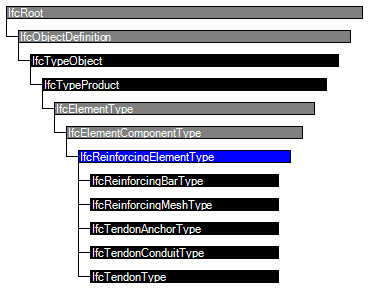 IfcRoot
IfcObjectDefinition
IfcTypeObject
IfcTypeProduct
IfcElementType
IfcElementComponentType
IfcReinforcingElementType
IfcReinforcingBarType
IfcReinforcingMeshType
IfcTendonAnchorType
IfcTendonConduitType
IfcTendonType